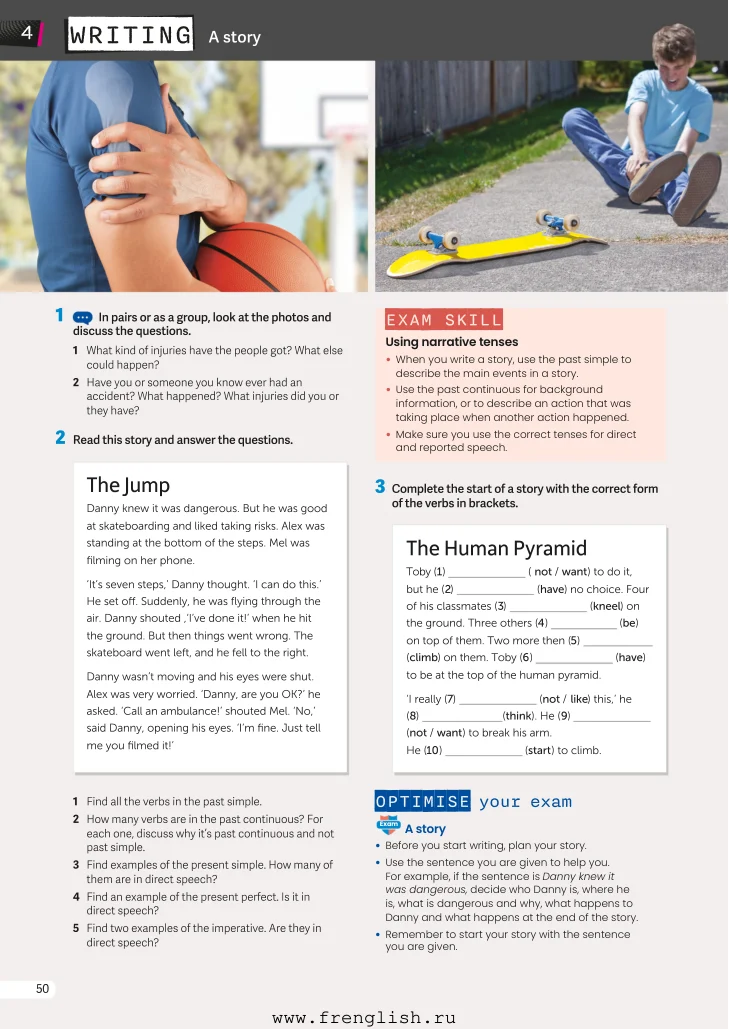 4
WRITING A story
1 In pairs or as a group, look at the photos and
discuss the questions.
1 What kind of injuries have the people got? What else
could happen?
2 Have you or someone you know ever had an
accident? What happened? What injuries did you or
they have?
2 Read this story and answer the questions.
The Jump
Danny knew it was dangerous. But he was good
at skateboarding and liked taking risks. Alex was
standing at the bottom of the steps. Mel was
filming on her phone.
‘It’s seven steps,’ Danny thought. ‘I can do this.’
He set off. Suddenly, he was flying through the
air. Danny shouted ,‘I’ve done it!’ when he hit
the ground. But then things went wrong. The
skateboard went left, and he fell to the right.
Danny wasn’t moving and his eyes were shut.
Alex was very worried. ‘Danny, are you OK?’ he
asked. ‘Call an ambulance!’ shouted Mel. ‘No,’
said Danny, opening his eyes. ‘I’m fine. Just tell
me you filmed it!’
1 Find all the verbs in the past simple.
2 How many verbs are in the past continuous? For
each one, discuss why it’s past continuous and not
past simple.
3 Find examples of the present simple. How many of
them are in direct speech?
4 Find an example of the present perfect. Is it in
direct speech?
5 Find two examples of the imperative. Are they in
direct speech?
EXAM SKILL
Using narrative tenses
• When you write a story, use the past simple to
describe the main events in a story.
• Use the past continuous for background
information, or to describe an action that was
taking place when another action happened.
• Make sure you use the correct tenses for direct
and reported speech.
3 Complete the start of a story with the correct form
of the verbs in brackets.
The Human Pyramid
Toby (1) ____________ ( not / want) to do it,
but he (2) ____________ (have) no choice. Four
of his classmates (3) ____________ (kneel) on
the ground. Three others (4) __________ (be)
on top of them. Two more then (5) ___________
(climb) on them. Toby (6) ____________ (have)
to be at the top of the human pyramid.
‘I really (7) ____________ (not / like) this,’ he
(8) ____________ (think). He (9) ____________
(not / want) to break his arm.
He (10) ____________ (start) to climb.
OPTIMISE your exam
Exam
A story
• Before you start writing, plan your story.
• Use the sentence you are given to help you.
For example, if the sentence is Danny knew it
was dangerous, decide who Danny is, where he
is, what is dangerous and why, what happens to
Danny and what happens at the end of the story.
• Remember to start your story with the sentence
you are given.
50
www.frenglish.ru